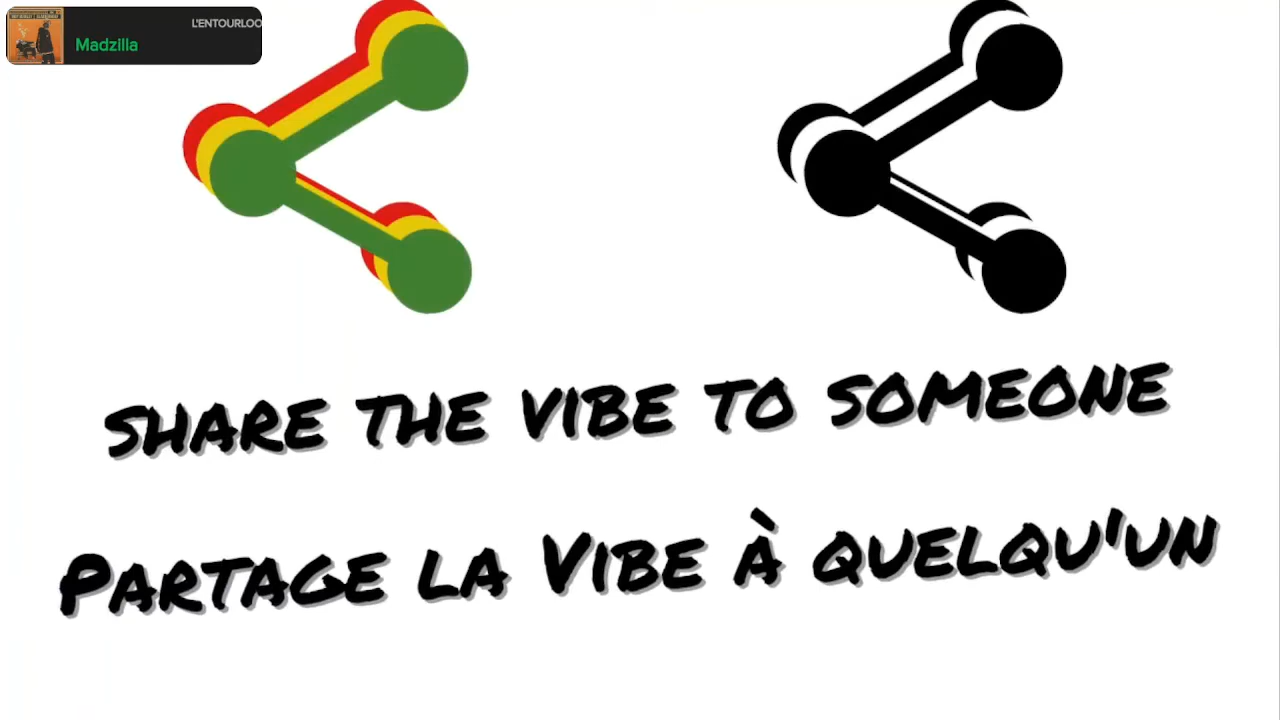 L'ENTOURLOO
Madzilla
SHARE THE VIBE TO SOMEONE
PARTAGE LA VIBE À QUELQU'UN